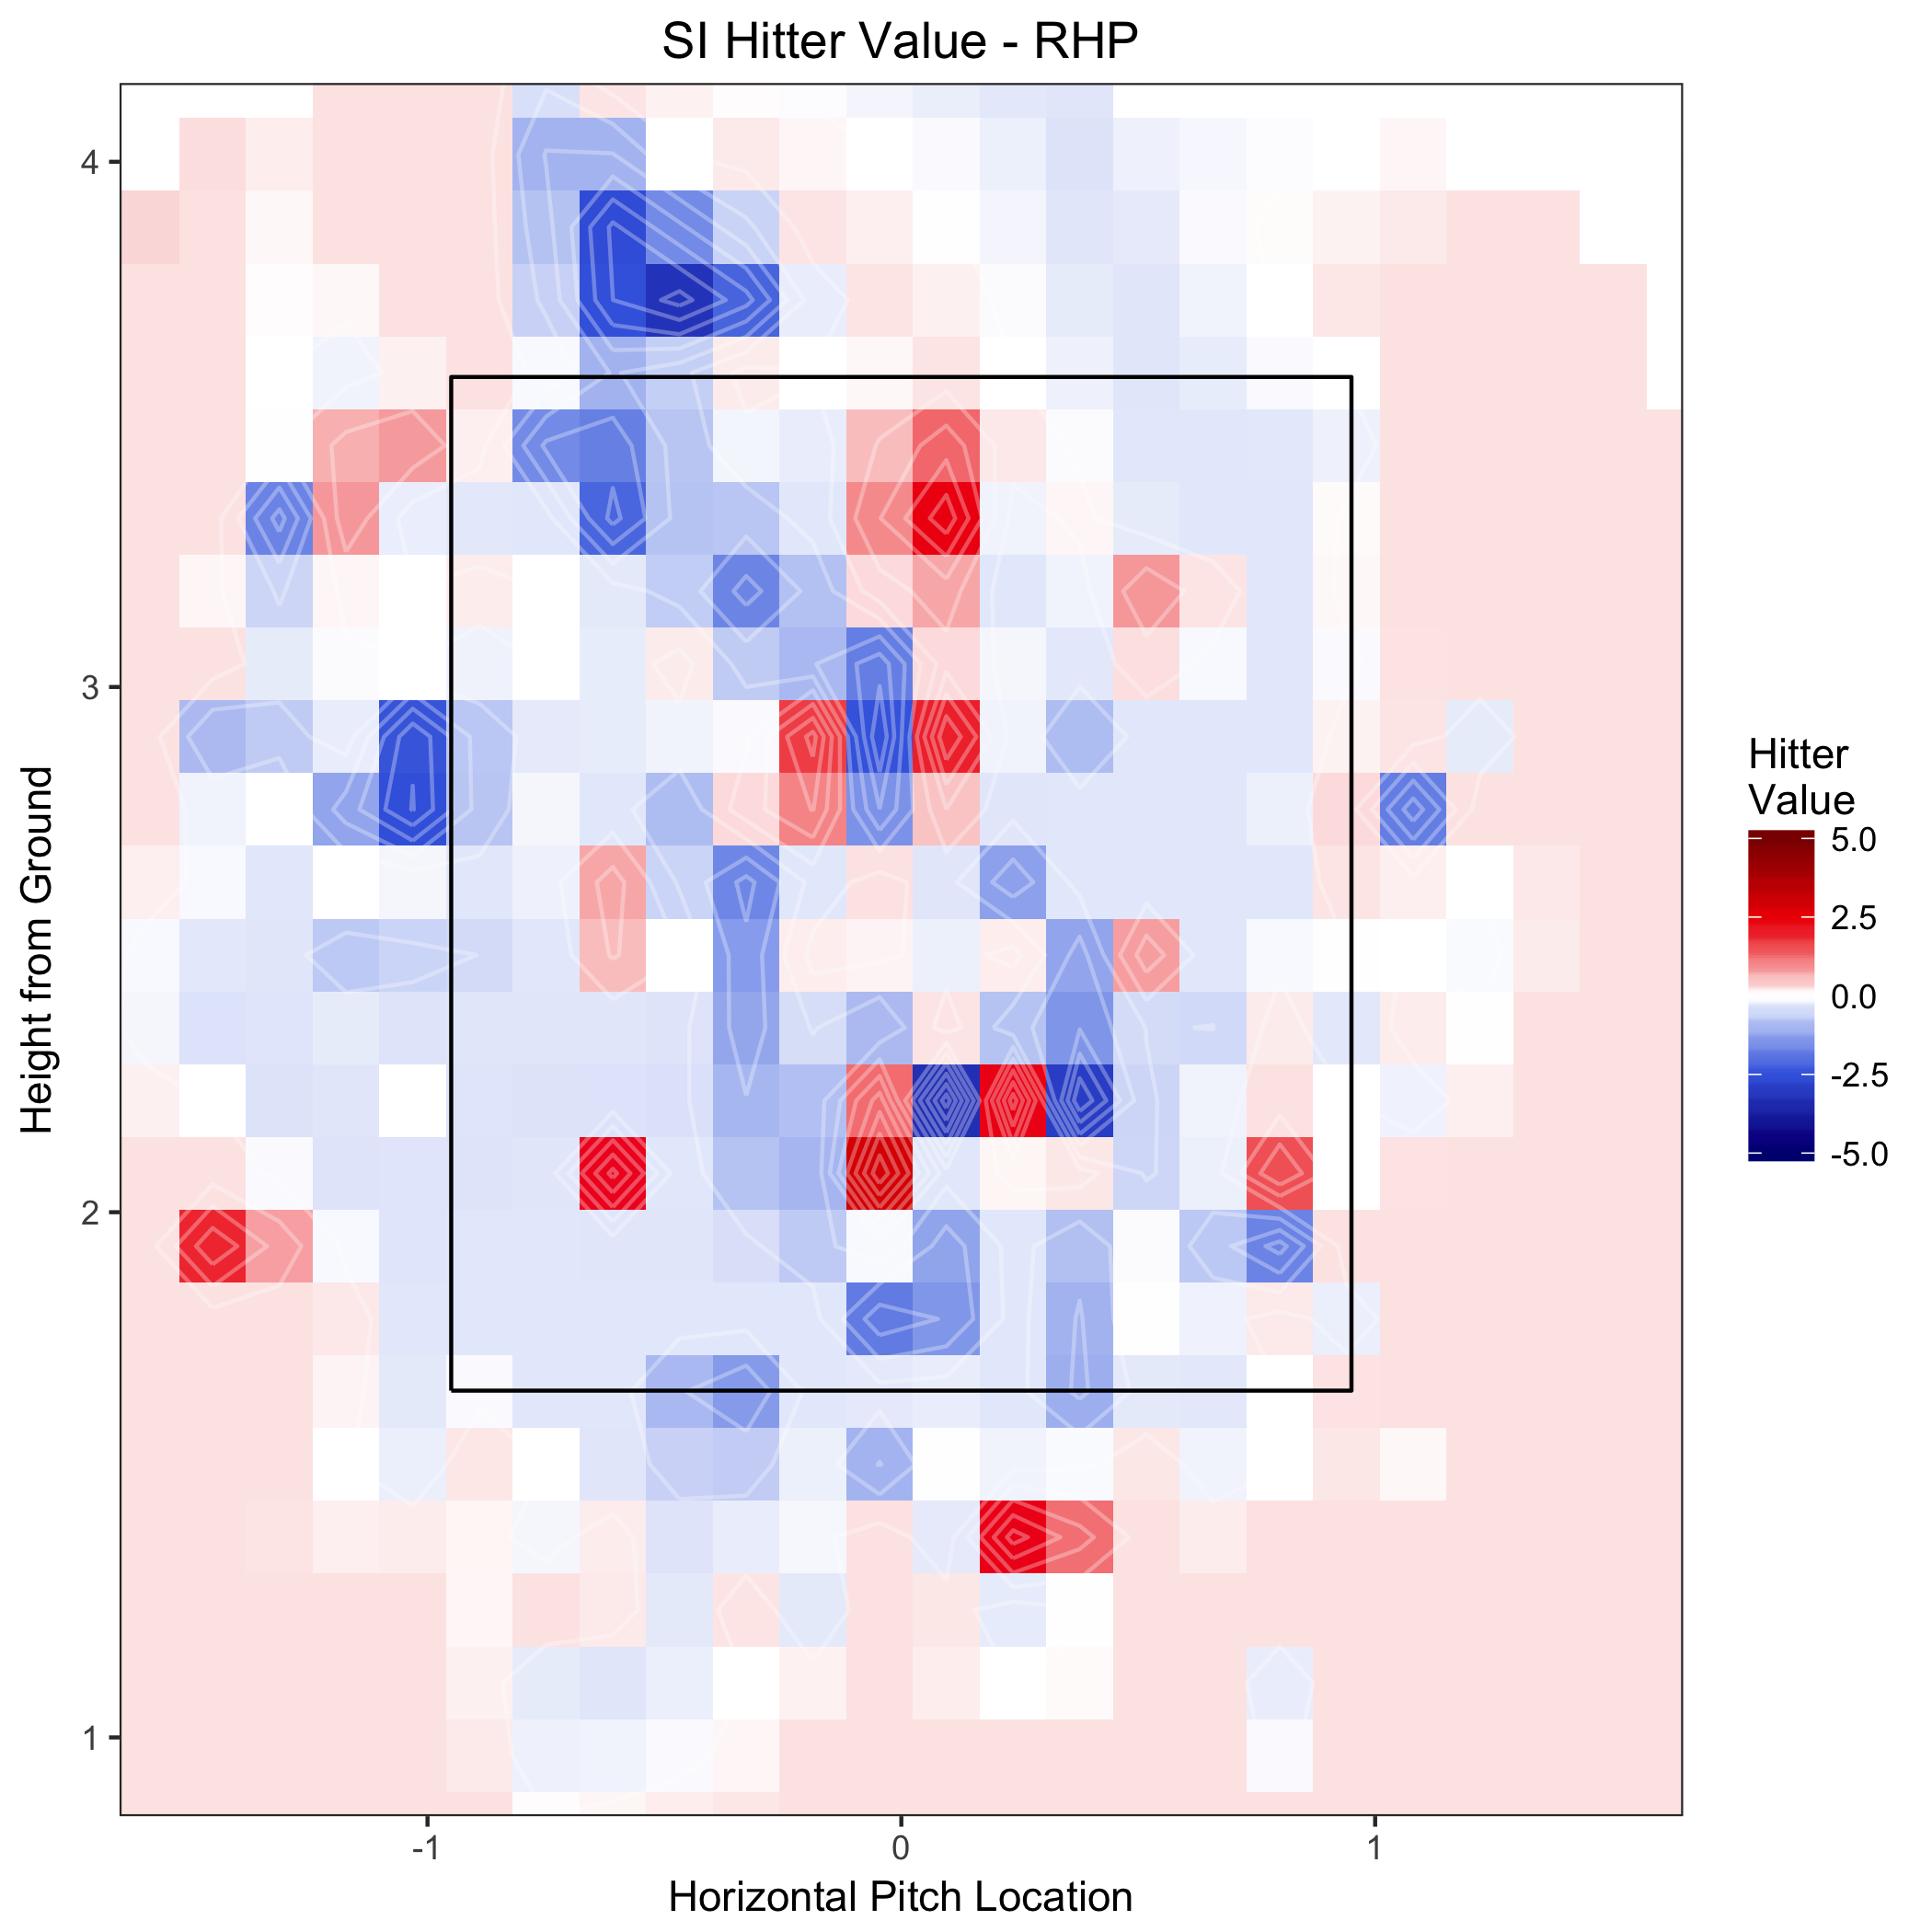 SI Hitter Value - RHP
4
3
2
1
Height from Ground
-1 0 1
Horizontal Pitch Location
Hitter
Value
5.0
2.5
0.0
-2.5
-5.0